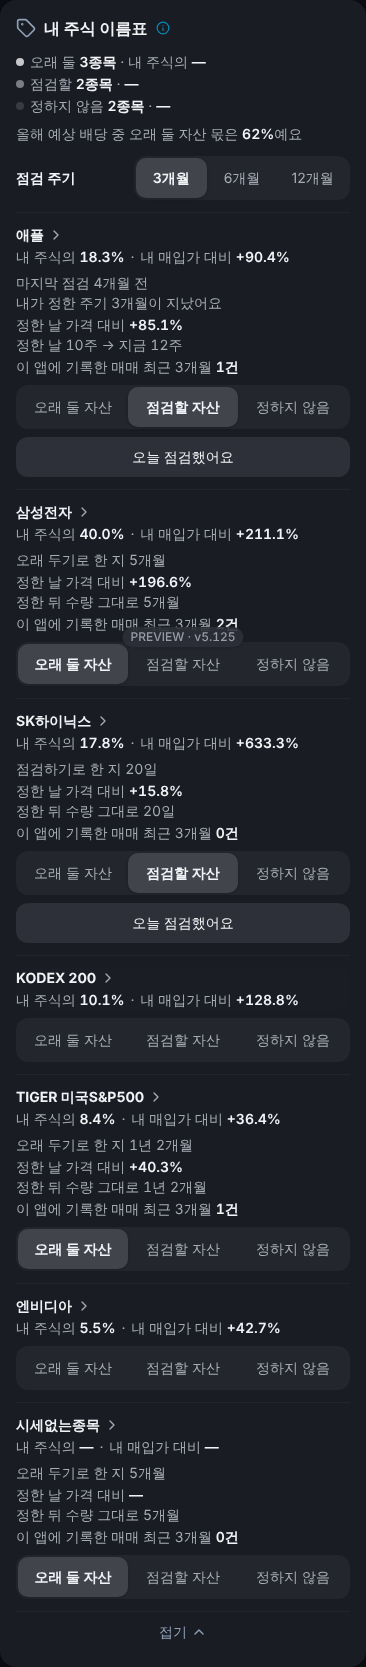 내 주식 이름표
오래 둘 3종목 · 내 주식의 —
점검할 2종목 · —
정하지 않음 2종목 · —
올해 예상 배당 중 오래 둘 자산 몫은 62%예요
점검 주기 3개월 6개월 12개월
애플
내 주식의 18.3% · 내 매입가 대비 +90.4%
마지막 점검 4개월 전
내가 정한 주기 3개월이 지났어요
정한 날 가격 대비 +85.1%
정한 날 10주 → 지금 12주
이 앱에 기록한 매매 최근 3개월 1건
오래 둘 자산 점검할 자산 정하지 않음
오늘 점검했어요
삼성전자
내 주식의 40.0% · 내 매입가 대비 +211.1%
오래 두기로 한 지 5개월
정한 날 가격 대비 +196.6%
정한 뒤 수량 그대로 5개월
이 앱에 기록한 매매 최근 3개월 2건
PREVIEW · v5.125
오래 둘 자산 점검할 자산 정하지 않음
SK하이닉스
내 주식의 17.8% · 내 매입가 대비 +633.3%
점검하기로 한 지 20일
정한 날 가격 대비 +15.8%
정한 뒤 수량 그대로 20일
이 앱에 기록한 매매 최근 3개월 0건
오래 둘 자산 점검할 자산 정하지 않음
오늘 점검했어요
KODEX 200
내 주식의 10.1% · 내 매입가 대비 +128.8%
오래 둘 자산 점검할 자산 정하지 않음
TIGER 미국S&P500
내 주식의 8.4% · 내 매입가 대비 +36.4%
오래 두기로 한 지 1년 2개월
정한 날 가격 대비 +40.3%
정한 뒤 수량 그대로 1년 2개월
이 앱에 기록한 매매 최근 3개월 1건
오래 둘 자산 점검할 자산 정하지 않음
엔비디아
내 주식의 5.5% · 내 매입가 대비 +42.7%
오래 둘 자산 점검할 자산 정하지 않음
시세없는종목
내 주식의 — · 내 매입가 대비 —
오래 두기로 한 지 5개월
정한 날 가격 대비 —
정한 뒤 수량 그대로 5개월
이 앱에 기록한 매매 최근 3개월 0건
오래 둘 자산 점검할 자산 정하지 않음
접기